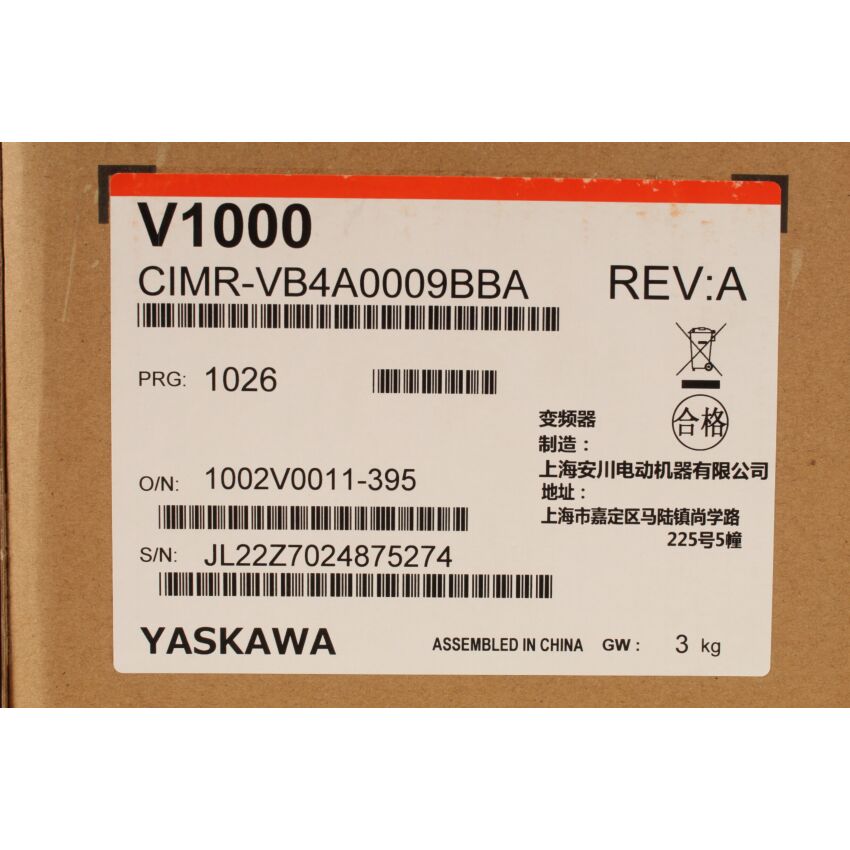 V1000
CIMR-VB4A0009BBA REV:A
PRG: 1026
合格
变频器
制造：
上海安川电动机器有限公司
地址：
上海市嘉定区马陆镇尚学路
225号5幢
O/N: 1002V0011-395
S/N: JL22Z7024875274
YASKAWA ASSEMBLED IN CHINA GW : 3 kg